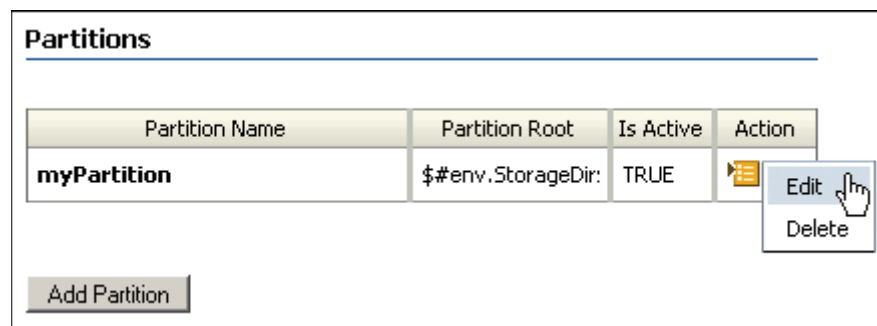 Partitions
Partition Name Partition Root Is Active Action
myPartition $#env.StorageDir: TRUE
Edit
Delete
Add Partition